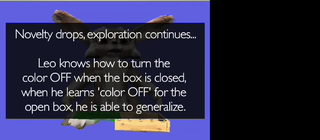 Novelty drops, exploration continues...
Leo knows how to turn the
color OFF when the box is closed,
when he learns 'color OFF' for the
open box, he is able to generalize.